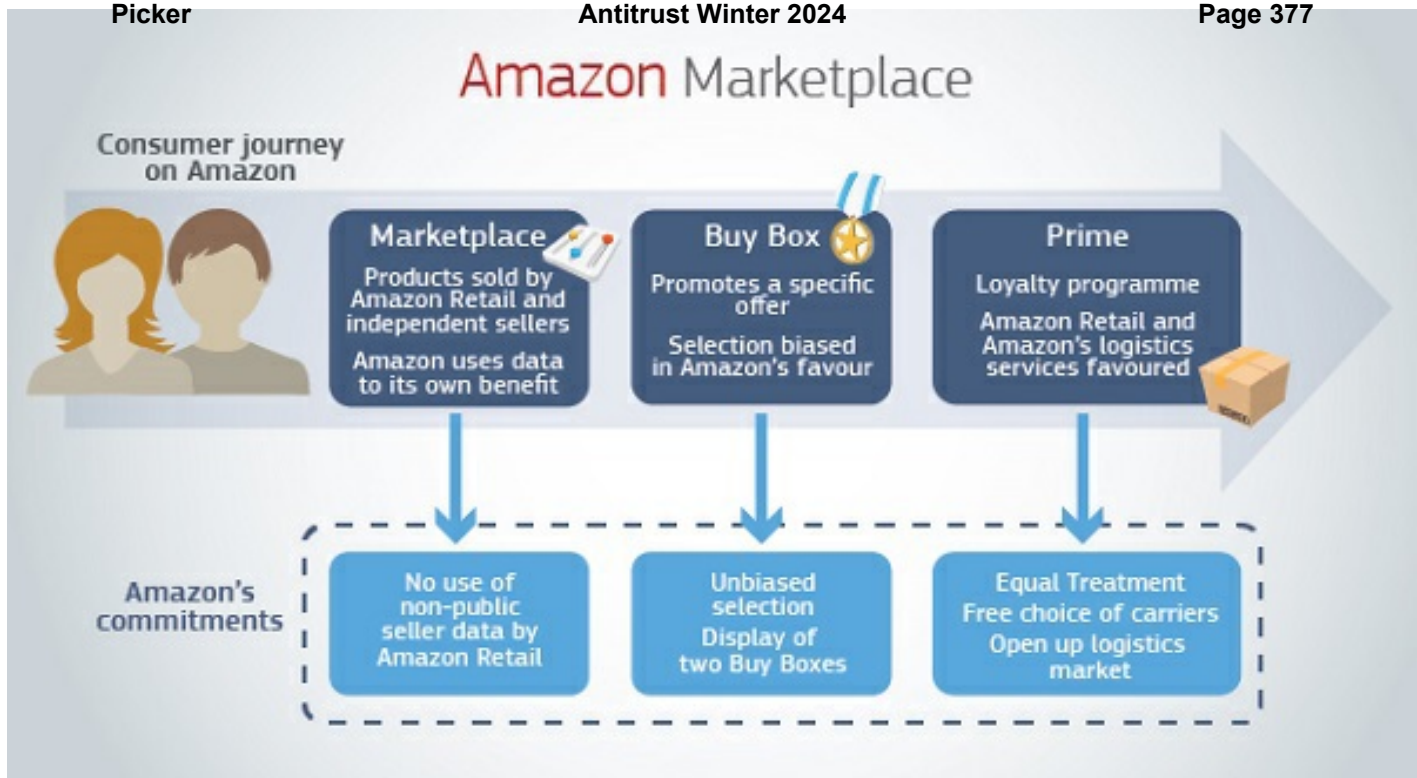 Picker Antitrust Winter 2024 Page 377
Amazon Marketplace
Consumer journey
on Amazon
Marketplace
Products sold by
Amazon Retail and
independent sellers
Amazon uses data
to its own benefit
Buy Box
Promotes a specific
offer
Selection biased
in Amazon's favour
Prime
Loyalty programme
Amazon Retail and
Amazon's logistics
services favoured
Amazon's
commitments
No use of
non-public
seller data by
Amazon Retail
Unbiased
selection
Display of
two Buy Boxes
Equal Treatment
Free choice of carriers
Open up logistics
market